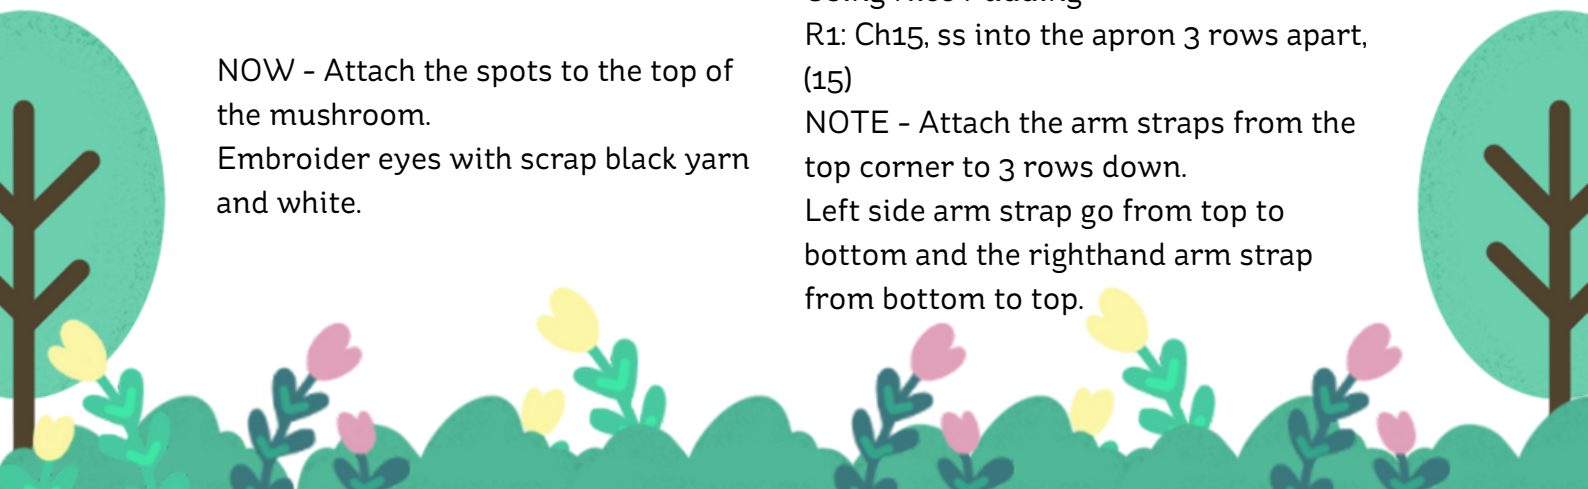 NOW - Attach the spots to the top of
the mushroom.
Embroider eyes with scrap black yarn
and white.
Using Rice Pudding
R1: Ch15, ss into the apron 3 rows apart,
(15)
NOTE - Attach the arm straps from the
top corner to 3 rows down.
Left side arm strap go from top to
bottom and the righthand arm strap
from bottom to top.